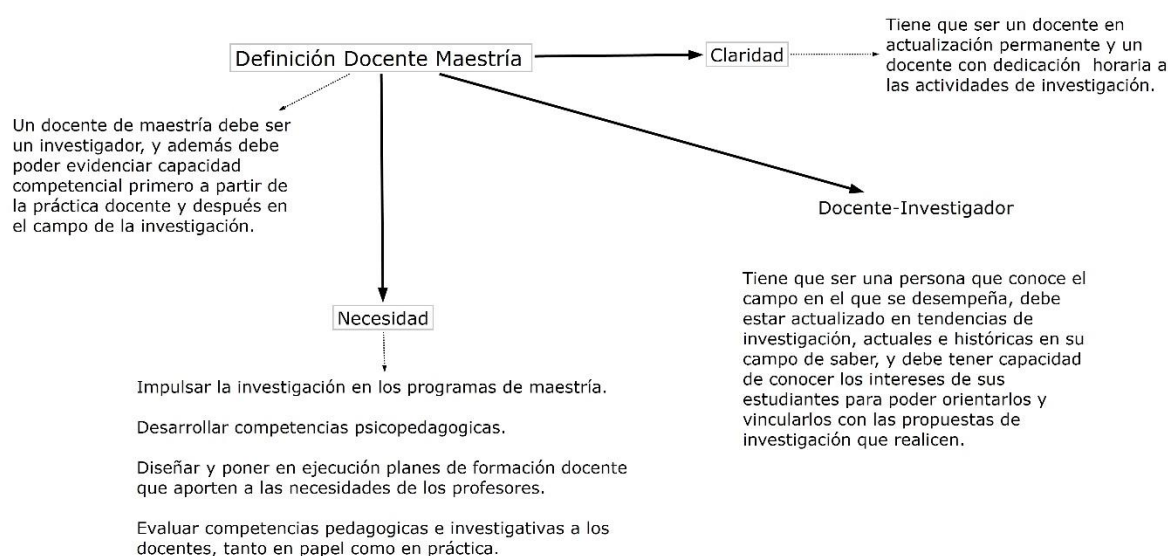 Definición Docente Maestría
Claridad
Tiene que ser un docente en
actualización permanente y un
docente con dedicación horaria a
las actividades de investigación.
Un docente de maestría debe ser
un investigador, y además debe
poder evidenciar capacidad
competencial primero a partir de
la práctica docente y después en
el campo de la investigación.
Docente-Investigador
Tiene que ser una persona que conoce el
campo en el que se desempeña, debe
estar actualizado en tendencias de
investigación, actuales e históricas en su
campo de saber, y debe tener capacidad
de conocer los intereses de sus
estudiantes para poder orientarlos y
vincularlos con las propuestas de
investigación que realicen.
Necesidad
Impulsar la investigación en los programas de maestría.
Desarrollar competencias psicopedagogicas.
Diseñar y poner en ejecución planes de formación docente
que aporten a las necesidades de los profesores.
Evaluar competencias pedagogicas e investigativas a los
docentes, tanto en papel como en práctica.